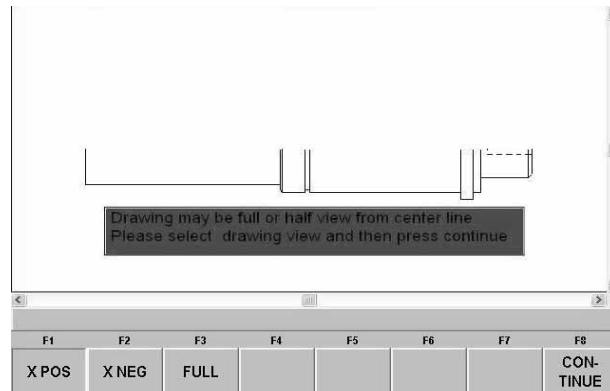 Drawing may be full or half view from center line
Please select drawing view and then press continue
F1 F2 F3 F4 F5 F6 F7 F8
X POS X NEG FULL CON-
TINUE